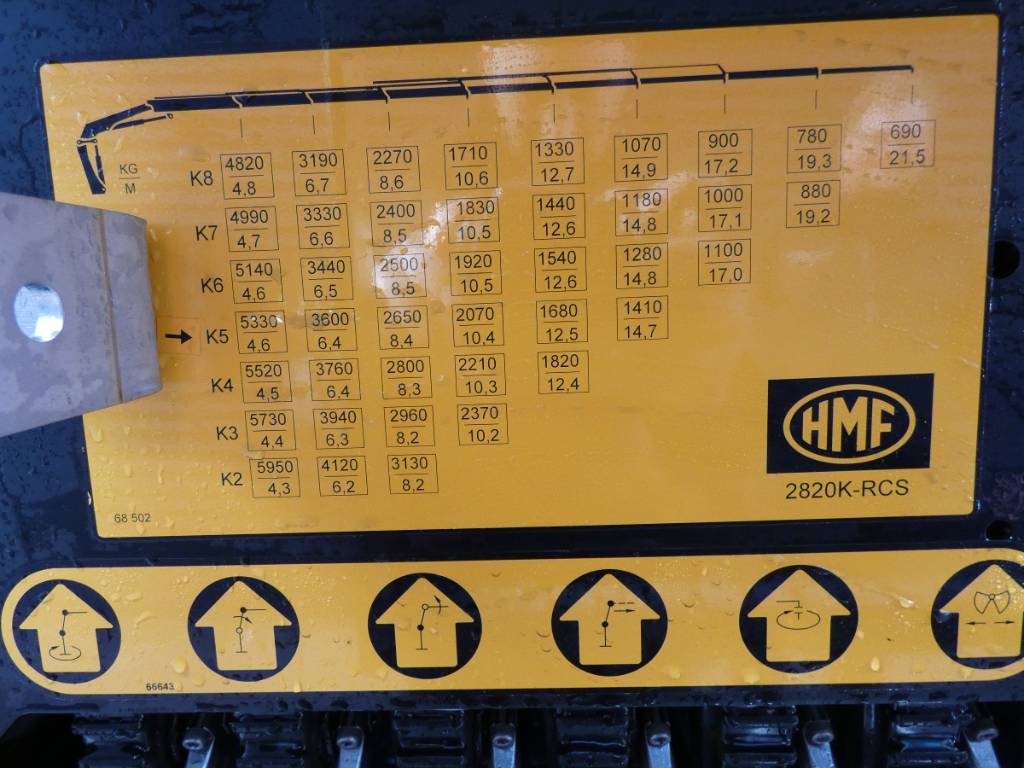 KG
M
K8 4820 3190 2270 1710 1330 1070 900 780 690
4,8 6,7 8,6 10,6 12,7 14,9 17,2 19,3 21,5
K7 4990 3330 2400 1830 1440 1180 1000 880
4,7 6,6 8,5 10,5 12,6 14,8 17,1 19,2
K6 5140 3440 2500 1920 1540 1280 1100
4,6 6,5 8,5 10,5 12,6 14,8 17,0
K5 5330 3600 2650 2070 1680 1410
4,6 6,4 8,4 10,4 12,5 14,7
K4 5520 3760 2800 2210 1820
4,5 6,4 8,3 10,3 12,4
K3 5730 3940 2960 2370
4,4 6,3 8,2 10,2
K2 5950 4120 3130
4,3 6,2 8,2
HMF
2820K-RCS
68 502
66643